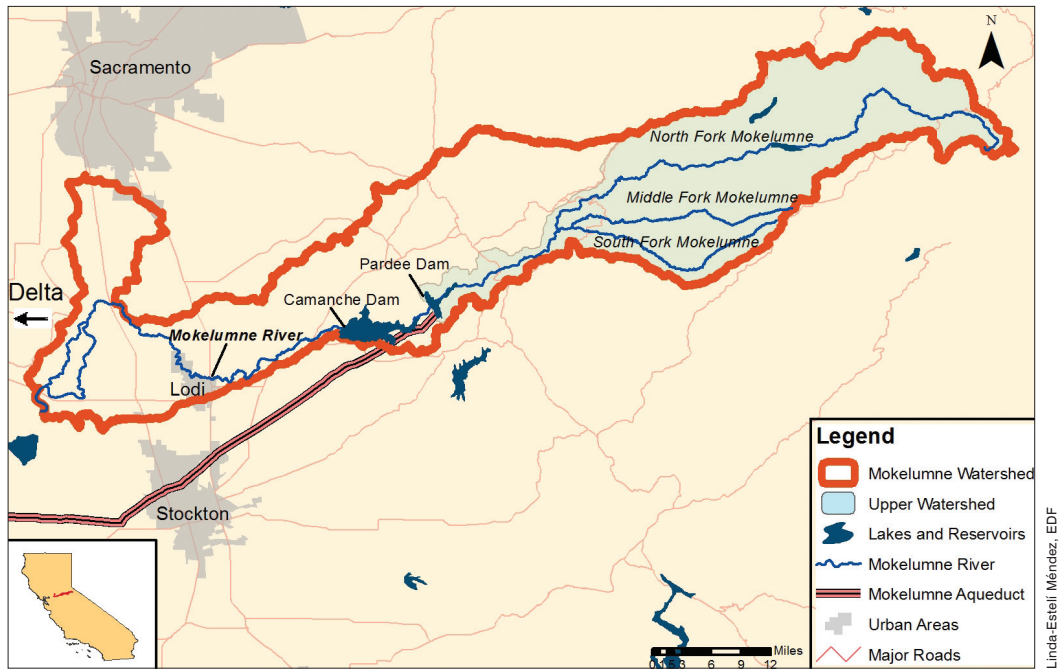 Sacramento
N
North Fork Mokelumne
Middle Fork Mokelumne
South Fork Mokelumne
Pardee Dam
Delta
Camanche Dam
Mokelumne River
Lodi
Stockton
Legend
Mokelumne Watershed
Upper Watershed
Lakes and Reservoirs
Mokelumne River
Mokelumne Aqueduct
Urban Areas
Major Roads
Miles
6 9 12
Linda-Estelí Méndez, EDF